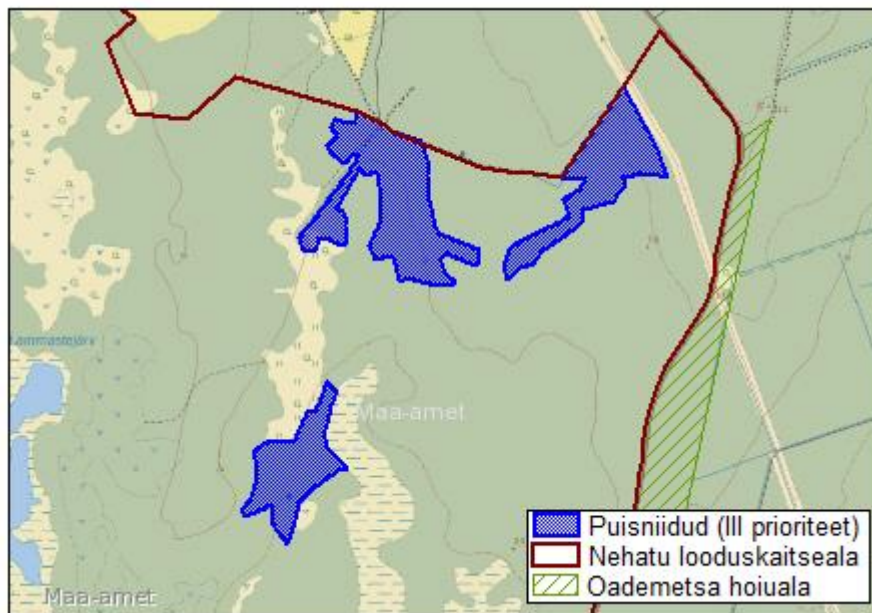 Lammastejärv
Maa-amet
Puisniidud (III prioriteet)
Nehatu looduskaitseala
Oademetsa hoiuala
Maa-amet